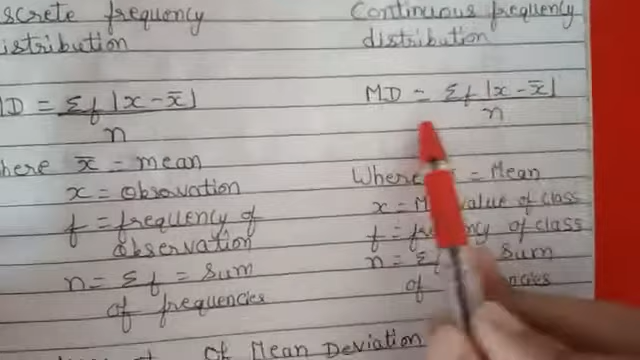 screte frequency
istribution
MD = Σf |x - x̄|
n
here x̄ = mean
x = observation
f = frequency of
observation
n = Σf = sum
of frequencies
Continuous frequency
distribution
MD = Σf |x - x̄|
n
Where = Mean
x = value of class
f = of class
n = Sum
of
Of Mean Deviation